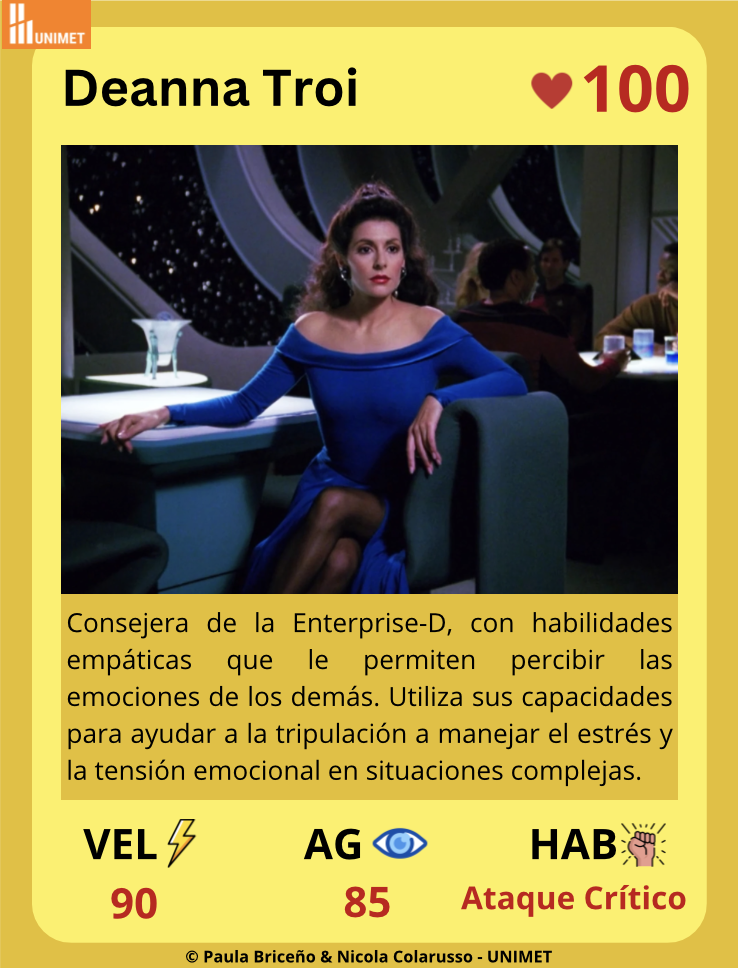 UNIMET
Deanna Troi
100
Consejera de la Enterprise-D, con habilidades
empáticas que le permiten percibir las
emociones de los demás. Utiliza sus capacidades
para ayudar a la tripulación a manejar el estrés y
la tensión emocional en situaciones complejas.
VEL AG HAB
90 85 Ataque Crítico
© Paula Briceño & Nicola Colarusso - UNIMET